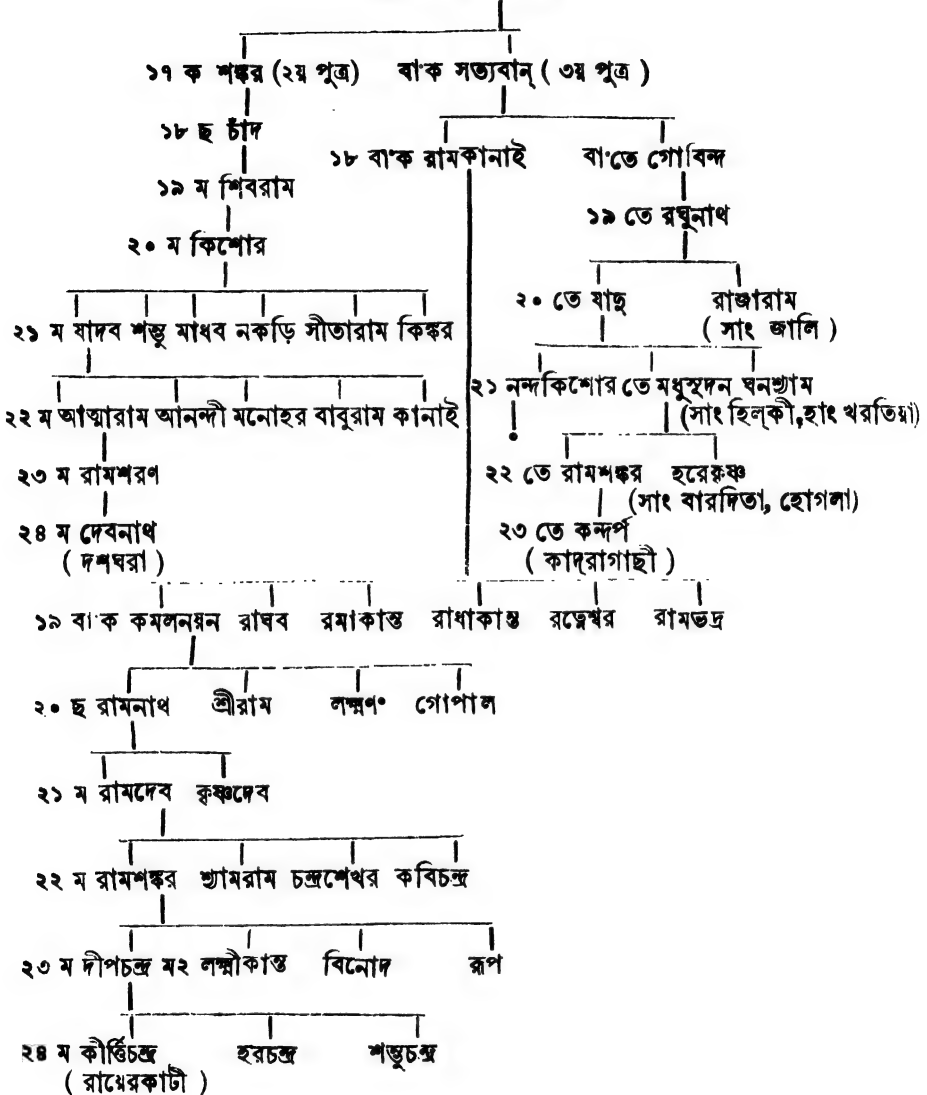 ১৭ ক শঙ্কর (২য় পুত্র) বা'ক সত্যবান্ ( ৩য় পুত্র )
১৮ ছ চাঁদ
১৮ বা'ক রামকানাই বা'তে গোবিন্দ
১৯ ম শিবরাম
১৯ তে রঘুনাথ
২০ ম কিশোর
২০ তে যাদু রাজারাম
( সাং জালি )
২১ ম যাদব শম্ভু মাধব নকড়ি সীতারাম কিঙ্কর
২১ নন্দকিশোর তে মধুসূদন ঘনশ্যাম
(সাং হিল্‌কী, হাং খরতিয়া)
২২ ম আত্মারাম আনন্দী মনোহর বাবুরাম কানাই
২৩ ম রামশরণ
২২ তে রামশঙ্কর হরেকৃষ্ণ
(সাং বারদিতা, হোগলা)
২৪ ম দেবনাথ
( দশঘরা )
২৩ তে কন্দর্প
( কাদ্‌রাগাছী )
১৯ বা'ক কমলনয়ন রাঘব রমাকান্ত রাধাকান্ত রত্নেশ্বর রামভদ্র
২০ ছ রামনাথ শ্রীরাম লক্ষ্মণ° গোপাল
২১ ম রামদেব কৃষ্ণদেব
২২ ম রামশঙ্কর শ্যামরাম চন্দ্রশেখর কবিচন্দ্র
২৩ ম দীপচন্দ্র ম২ লক্ষ্মীকান্ত বিনোদ রূপ
২৪ ম কীর্ত্তিচন্দ্র হরচন্দ্র শম্ভুচন্দ্র
( রায়েরকাটী )